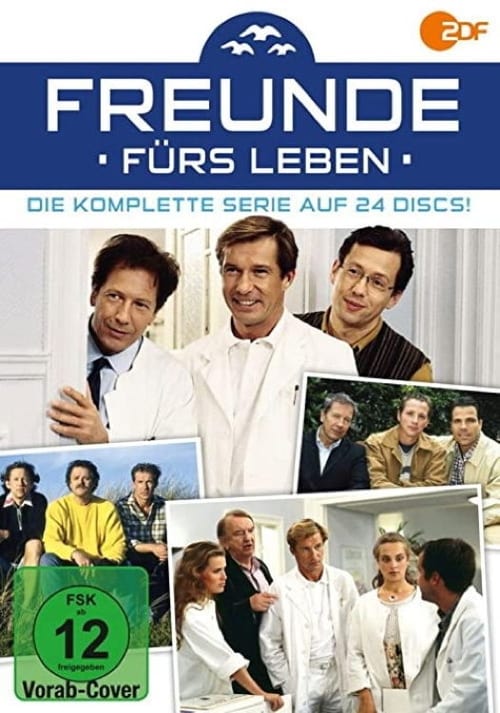 ZDF
FREUNDE
· FÜRS LEBEN ·
DIE KOMPLETTE SERIE AUF 24 DISCS!
FSK
ab
12
freigegeben
Vorab-Cover